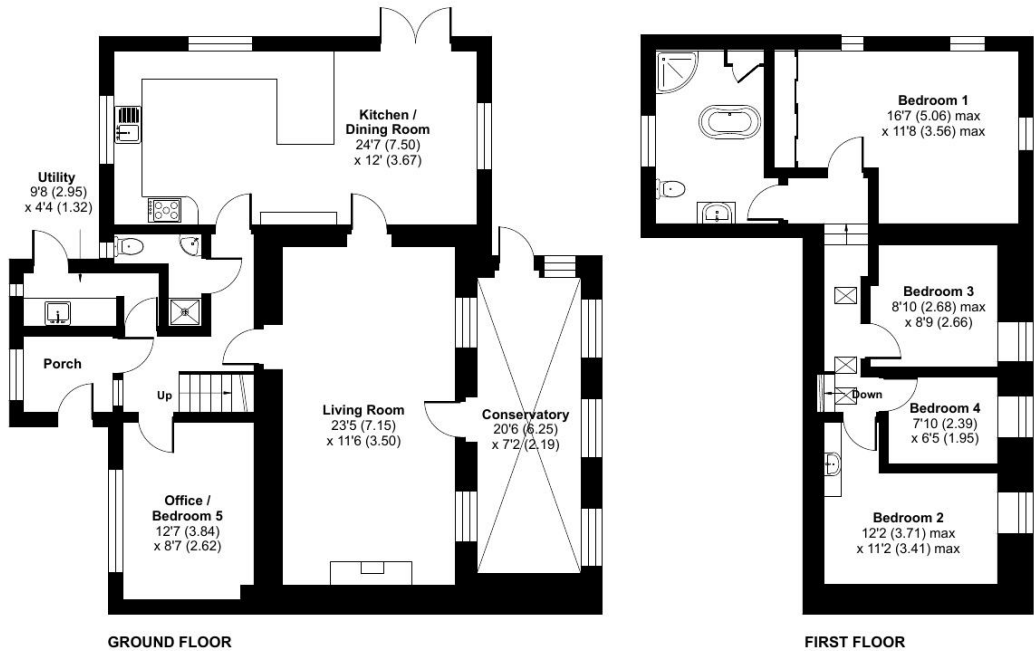 Kitchen /
Dining Room
24'7 (7.50)
x 12' (3.67)
Utility
9'8 (2.95)
x 4'4 (1.32)
Porch
Up
Living Room
23'5 (7.15)
x 11'6 (3.50)
Conservatory
20'6 (6.25)
x 7'2 (2.19)
Office /
Bedroom 5
12'7 (3.84)
x 8'7 (2.62)
GROUND FLOOR
Bedroom 1
16'7 (5.06) max
x 11'8 (3.56) max
Bedroom 3
8'10 (2.68) max
x 8'9 (2.66)
Down
Bedroom 4
7'10 (2.39)
x 6'5 (1.95)
Bedroom 2
12'2 (3.71) max
x 11'2 (3.41) max
FIRST FLOOR